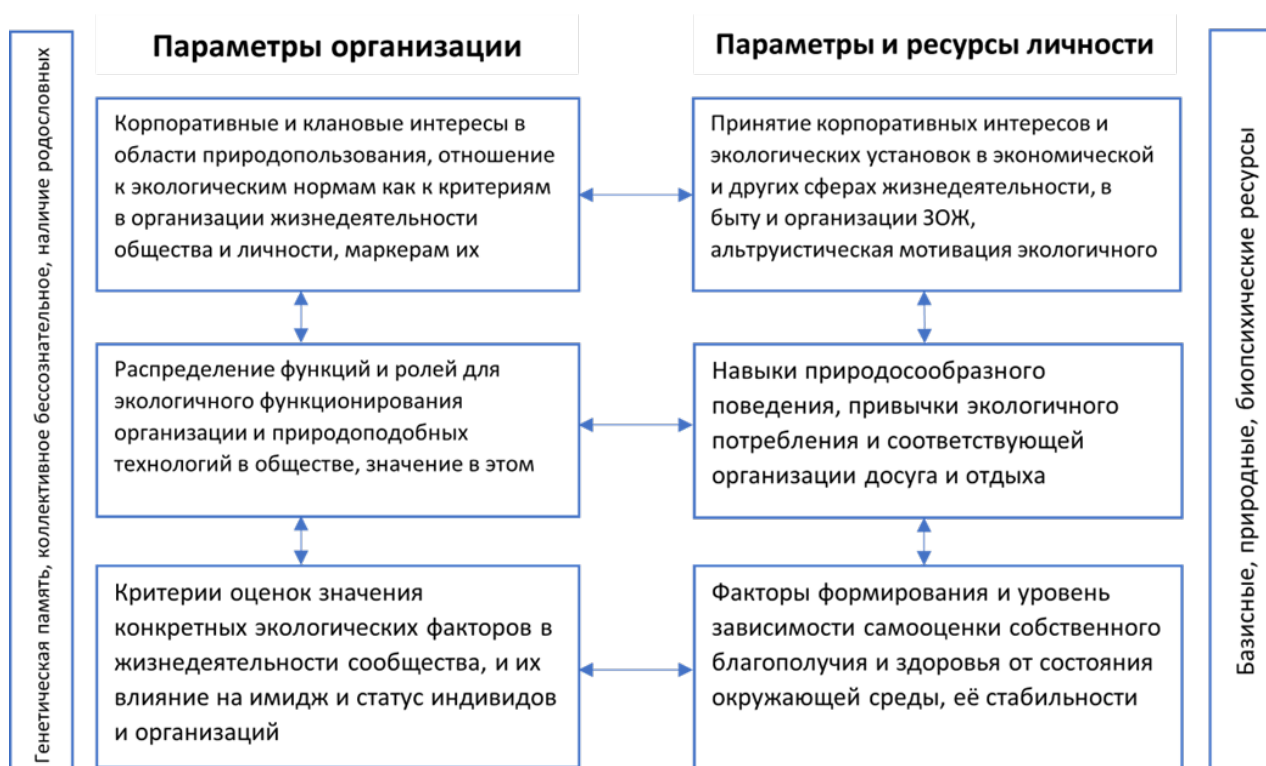 Генетическая память, коллективное бессознательное, наличие родословных
Параметры организации
Корпоративные и клановые интересы в
области природопользования, отношение
к экологическим нормам как к критериям
в организации жизнедеятельности
общества и личности, маркерам их
Распределение функций и ролей для
экологичного функционирования
организации и природоподобных
технологий в обществе, значение в этом
Критерии оценок значения
конкретных экологических факторов в
жизнедеятельности сообщества, и их
влияние на имидж и статус индивидов
и организаций
Параметры и ресурсы личности
Принятие корпоративных интересов и
экологических установок в экономической
и других сферах жизнедеятельности, в
быту и организации ЗОЖ,
альтруистическая мотивация экологичного
Навыки природосообразного
поведения, привычки экологичного
потребления и соответствующей
организации досуга и отдыха
Факторы формирования и уровень
зависимости самооценки собственного
благополучия и здоровья от состояния
окружающей среды, её стабильности
Базисные, природные, биопсихические ресурсы